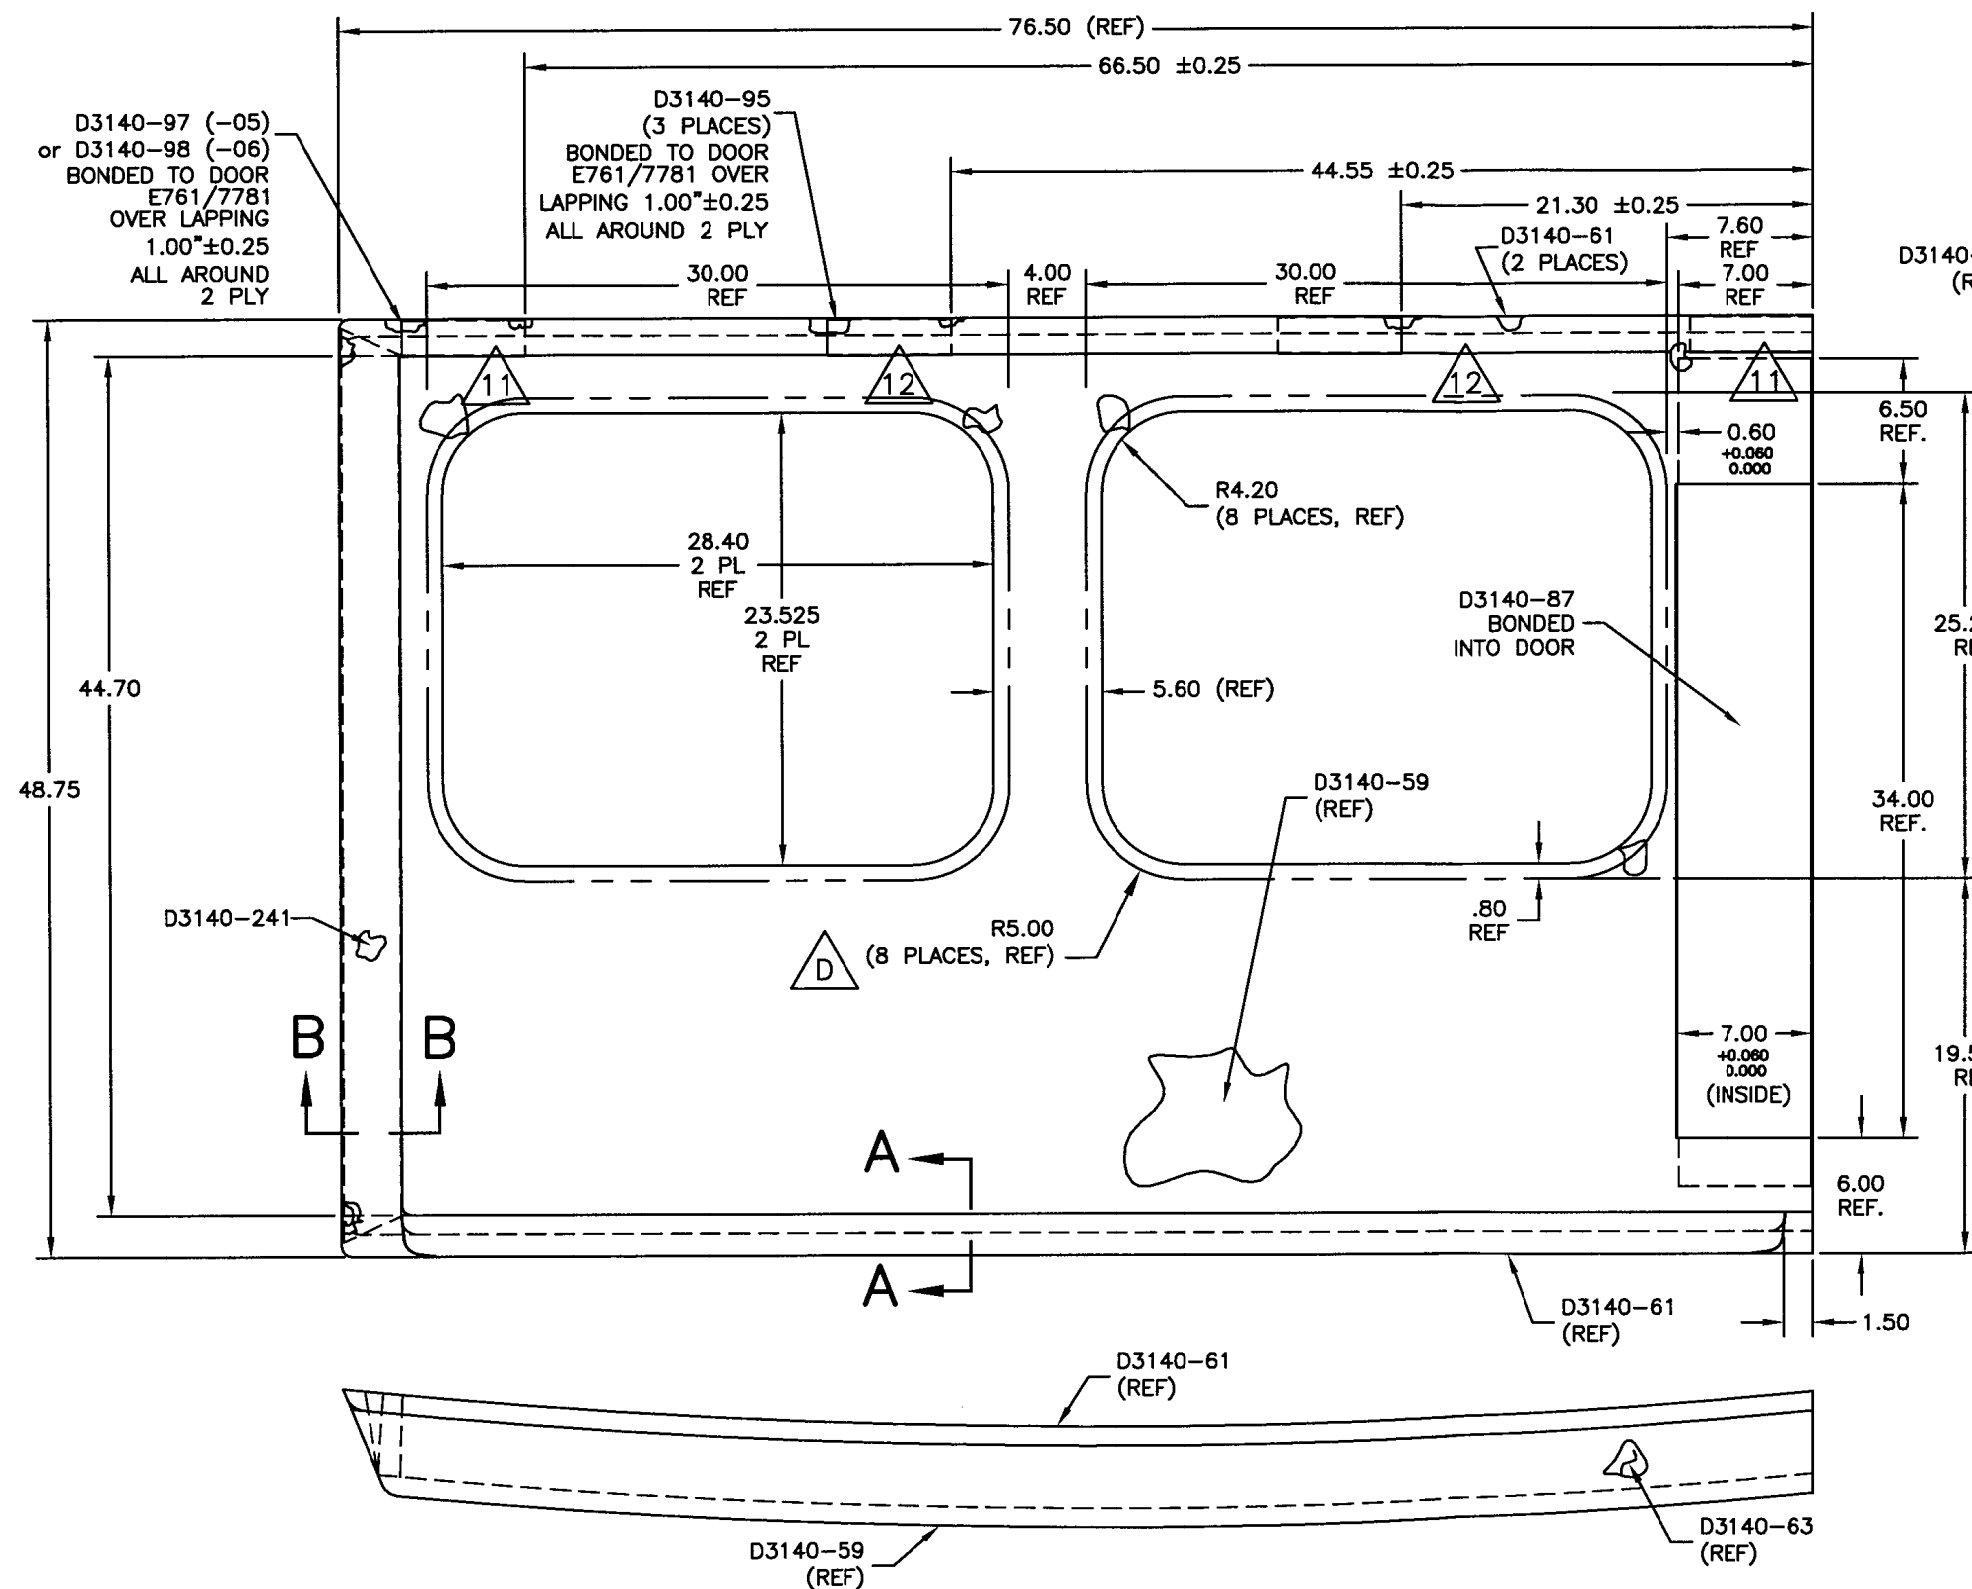 76.50 (REF)
66.50 ±0.25
D3140-97 (-05)
or D3140-98 (-06)
BONDED TO DOOR
E761/7781
OVER LAPPING
1.00"±0.25
ALL AROUND
2 PLY
D3140-95
(3 PLACES)
BONDED TO DOOR
E761/7781 OVER
LAPPING 1.00"±0.25
ALL AROUND 2 PLY
44.55 ±0.25
21.30 ±0.25
D3140-61
(2 PLACES)
7.60
REF
7.00
REF
D3140-
30.00
REF
4.00
REF
30.00
REF
11
12
12
11
6.50
REF.
0.60
+0.060
0.000
R4.20
(8 PLACES, REF)
28.40
2 PL
REF
23.525
2 PL
REF
D3140-87
BONDED
INTO DOOR
44.70
5.60 (REF)
48.75
D3140-59
(REF)
34.00
REF.
D3140-241
R5.00
(8 PLACES, REF)
D
.80
REF
B B
7.00
+0.060
0.000
(INSIDE)
A
A
6.00
REF.
D3140-61
(REF)
1.50
D3140-61
(REF)
D3140-59
(REF)
D3140-63
(REF)